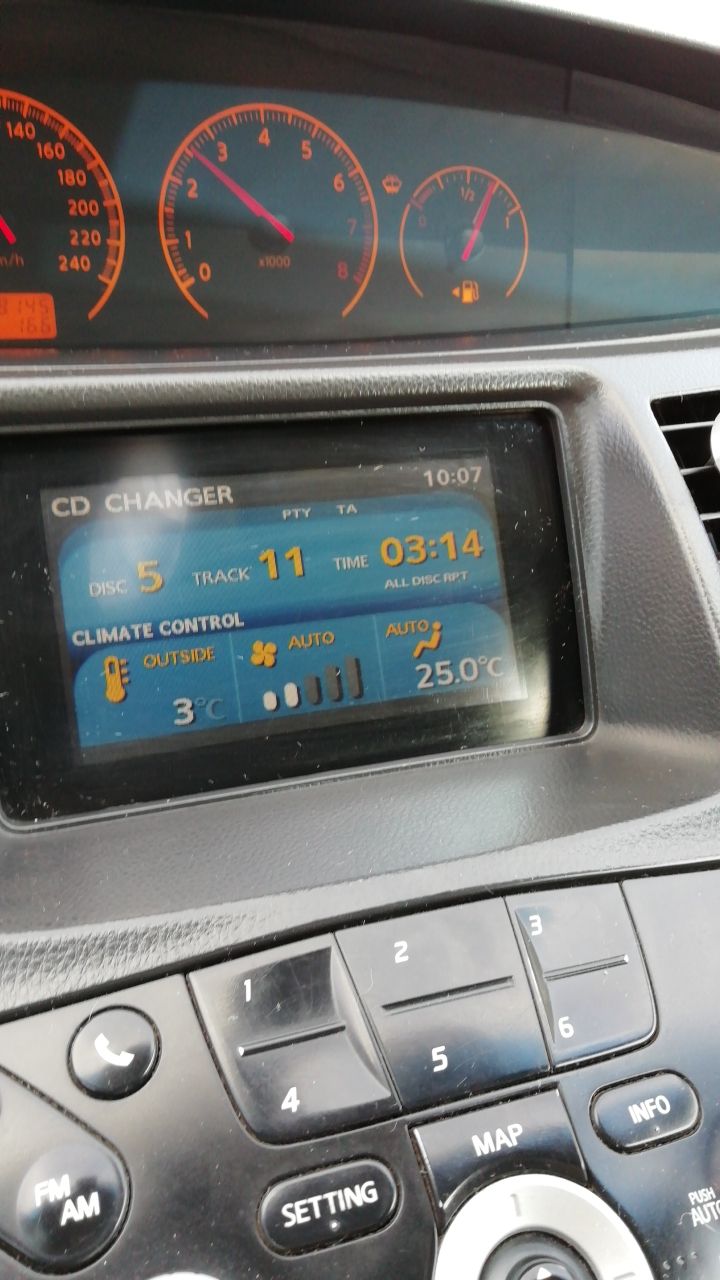 140
160
180
200
220
240
0
1
2
3
4
5
6
7
8
x1000
0
1/2
1
CD CHANGER 10:07
PTY TA
DISC 5 TRACK 11 TIME 03:14
ALL DISC RPT
CLIMATE CONTROL
OUTSIDE AUTO AUTO
3°C 25.0°C
1 2 3
4 5 6
MAP INFO
FM
AM
SETTING
1
PUSH